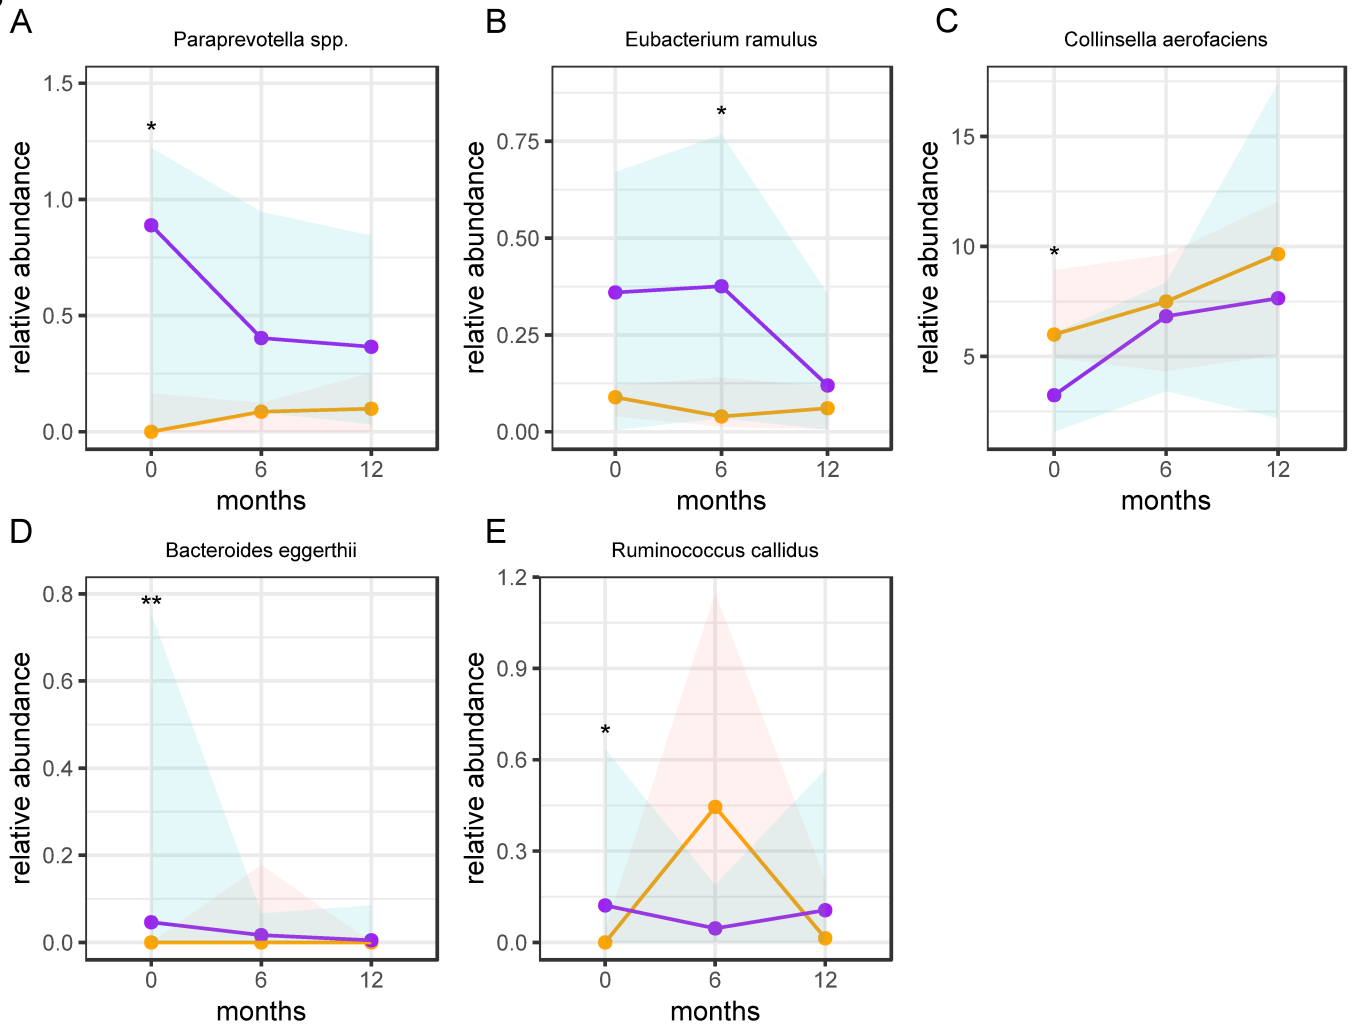 A
Paraprevotella spp.
1.5
1.0
0.5
0.0
relative abundance
*
0 6 12
months
B
Eubacterium ramulus
0.75
0.50
0.25
0.00
relative abundance
*
0 6 12
months
C
Collinsella aerofaciens
15
10
5
relative abundance
*
0 6 12
months
D
Bacteroides eggerthii
0.8
0.6
0.4
0.2
0.0
relative abundance
**
0 6 12
months
E
Ruminococcus callidus
1.2
0.9
0.6
0.3
0.0
relative abundance
*
0 6 12
months